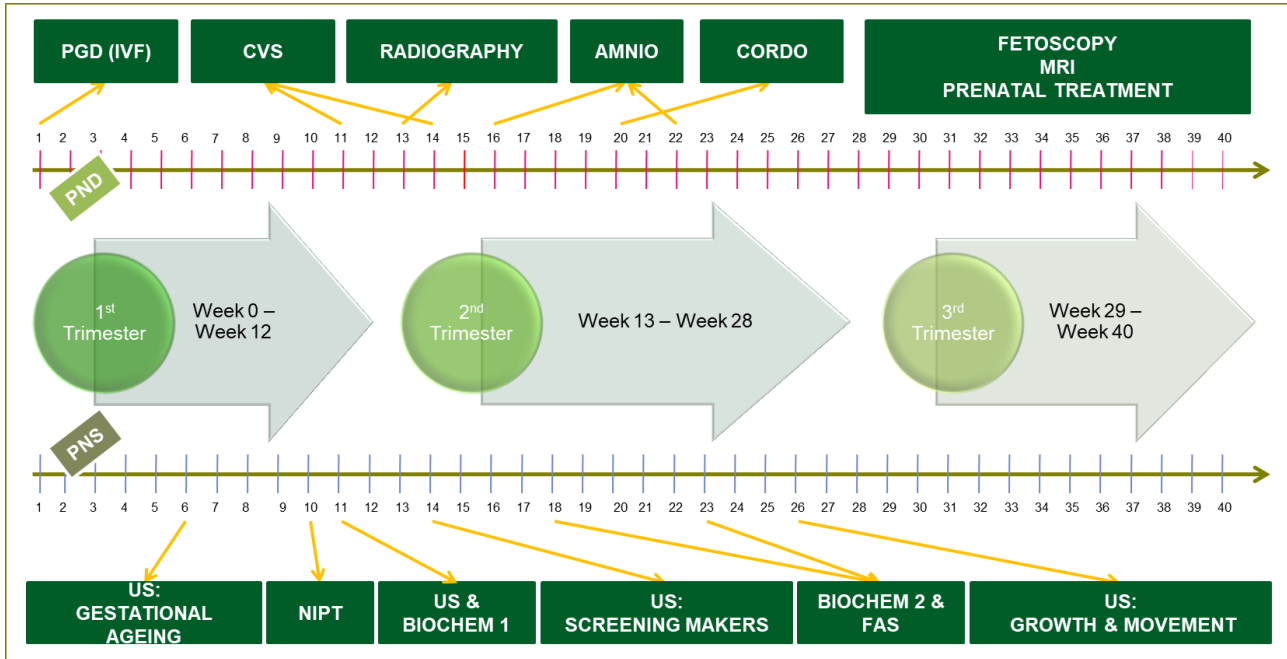 PGD (IVF)
CVS
RADIOGRAPHY
AMNIO
CORDO
FETOSCOPY
MRI
PRENATAL TREATMENT
1 2 3 4 5 6 7 8 9 10 11 12 13 14 15 16 17 18 19 20 21 22 23 24 25 26 27 28 29 30 31 32 33 34 35 36 37 38 39 40
PND
1st
Trimester
Week 0 –
Week 12
2nd
Trimester
Week 13 – Week 28
3rd
Trimester
Week 29 –
Week 40
PNS
1 2 3 4 5 6 7 8 9 10 11 12 13 14 15 16 17 18 19 20 21 22 23 24 25 26 27 28 29 30 31 32 33 34 35 36 37 38 39 40
US:
GESTATIONAL
AGEING
NIPT
US &
BIOCHEM 1
US:
SCREENING MAKERS
BIOCHEM 2 &
FAS
US:
GROWTH & MOVEMENT